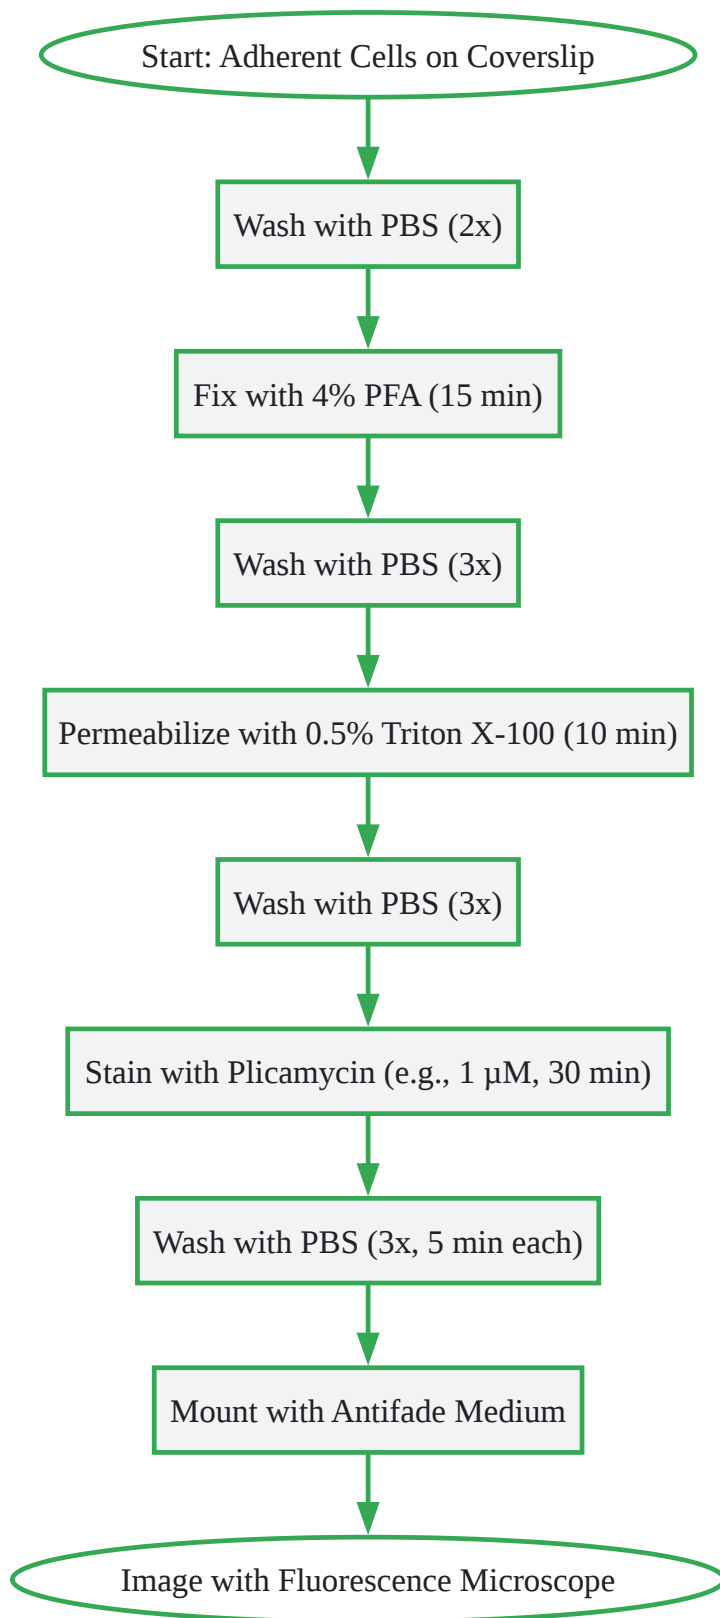 Start: Adherent Cells on Coverslip
Wash with PBS (2x)
Fix with 4% PFA (15 min)
Wash with PBS (3x)
Permeabilize with 0.5% Triton X-100 (10 min)
Wash with PBS (3x)
Stain with Plicamycin (e.g., 1 µM, 30 min)
Wash with PBS (3x, 5 min each)
Mount with Antifade Medium
Image with Fluorescence Microscope